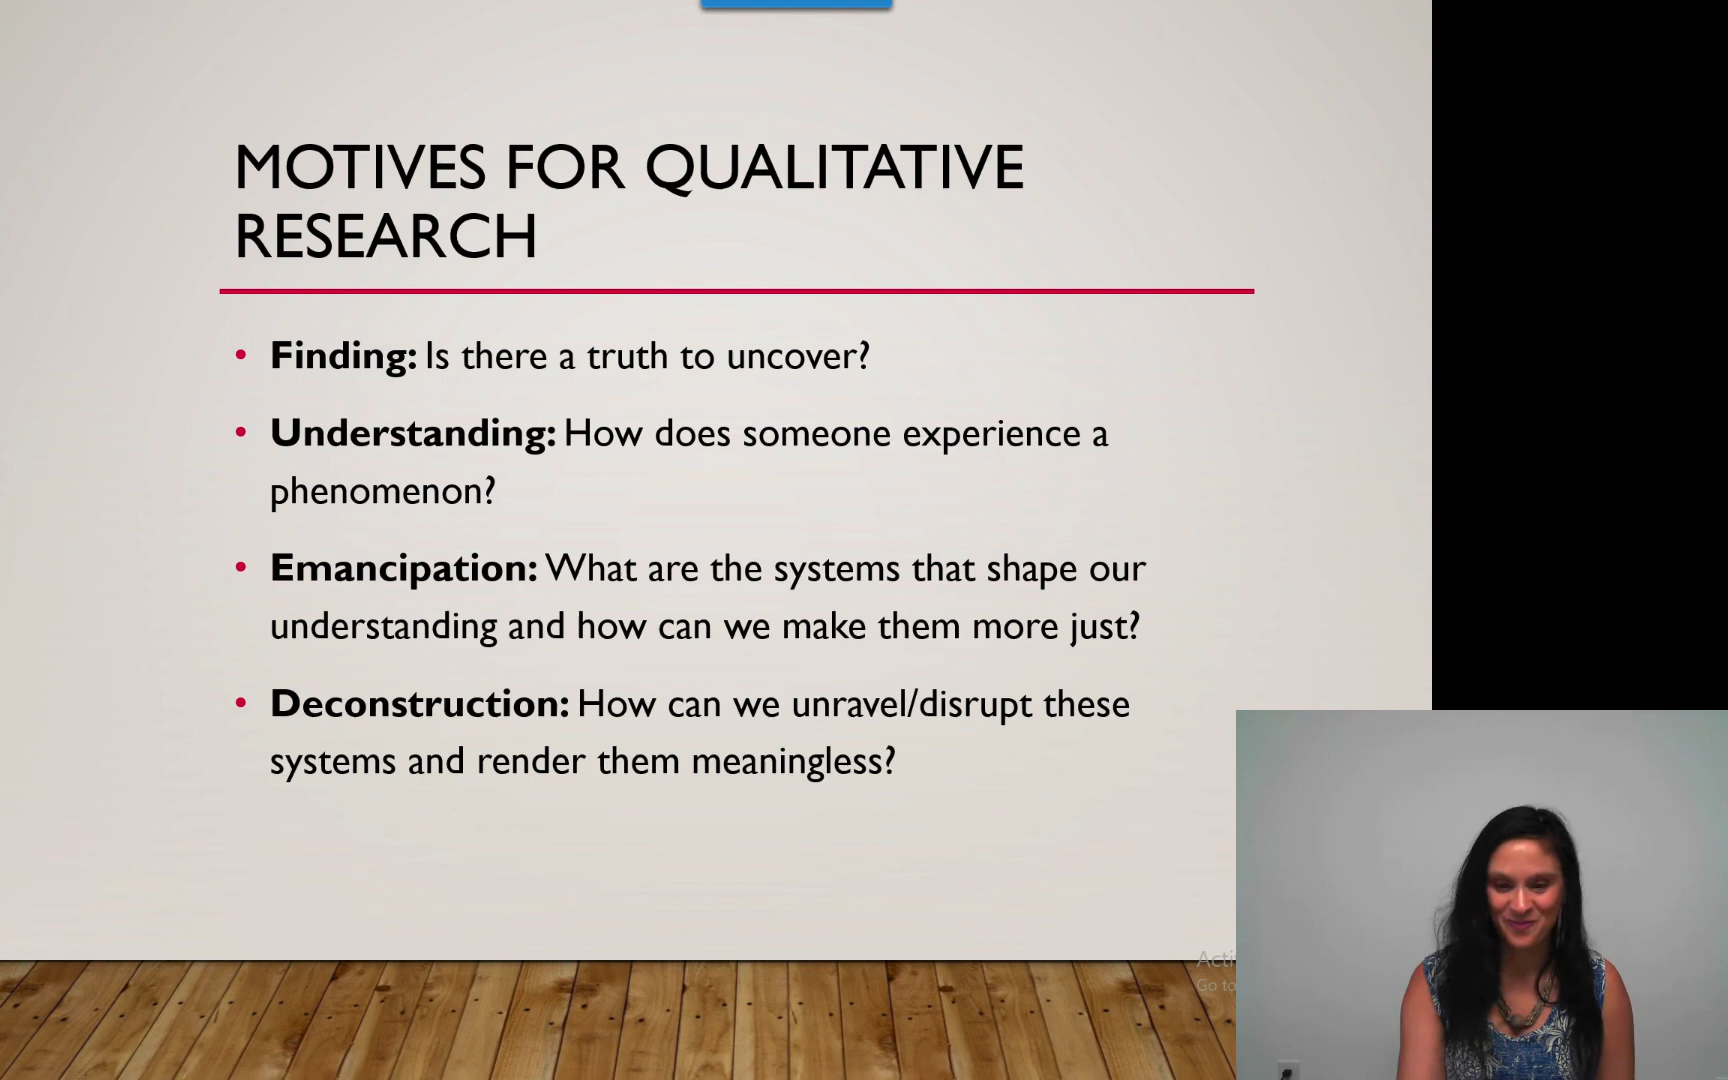 MOTIVES FOR QUALITATIVE
RESEARCH
• Finding: Is there a truth to uncover?
• Understanding: How does someone experience a
phenomenon?
• Emancipation: What are the systems that shape our
understanding and how can we make them more just?
• Deconstruction: How can we unravel/disrupt these
systems and render them meaningless?
Go to